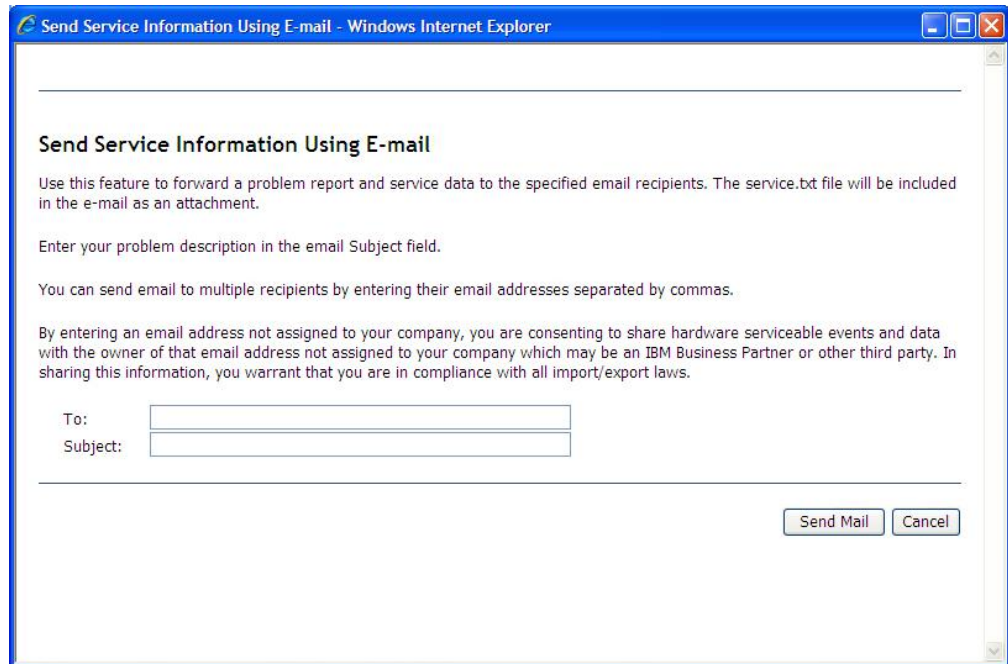 Send Service Information Using E-mail - Windows Internet Explorer
Send Service Information Using E-mail
Use this feature to forward a problem report and service data to the specified email recipients. The service.txt file will be included
in the e-mail as an attachment.
Enter your problem description in the email Subject field.
You can send email to multiple recipients by entering their email addresses separated by commas.
By entering an email address not assigned to your company, you are consenting to share hardware serviceable events and data
with the owner of that email address not assigned to your company which may be an IBM Business Partner or other third party. In
sharing this information, you warrant that you are in compliance with all import/export laws.
To:
Subject:
Send Mail Cancel